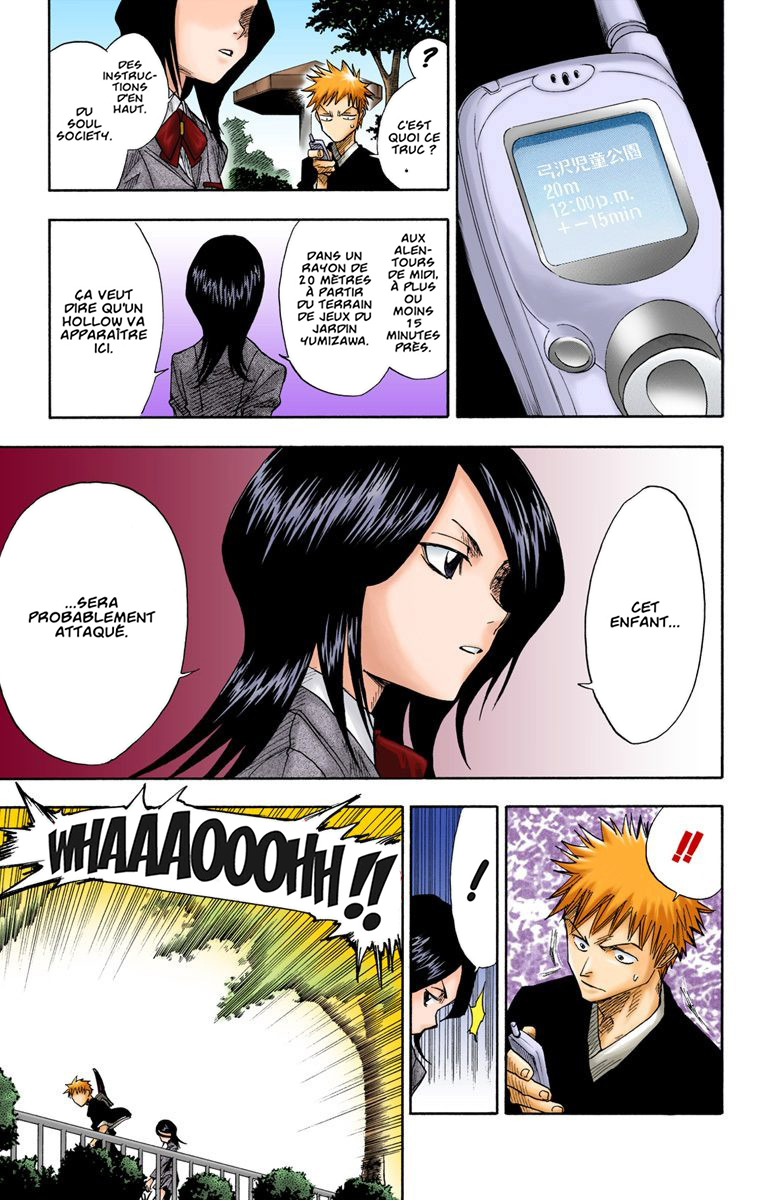 弓沢児童公園
20m
12:00p.m.
+-15min
?
C'EST
QUOI CE
TRUC ?
DES
INSTRUC-
TIONS
D'EN
HAUT.
DU
SOUL
SOCIETY.
AUX
ALEN-
TOURS
DE MIDI,
À PLUS
OU
MOINS
15
MINUTES
PRÈS.
DANS UN
RAYON DE
20 MÈTRES
À PARTIR
DU TERRAIN
DE JEUX DU
JARDIN
YUMIZAWA.
ÇA VEUT
DIRE QU'UN
HOLLOW VA
APPARAÎTRE
ICI.
CET
ENFANT...
...SERA
PROBABLEMENT
ATTAQUÉ.
!!
!
WHAAAOOOHH!!